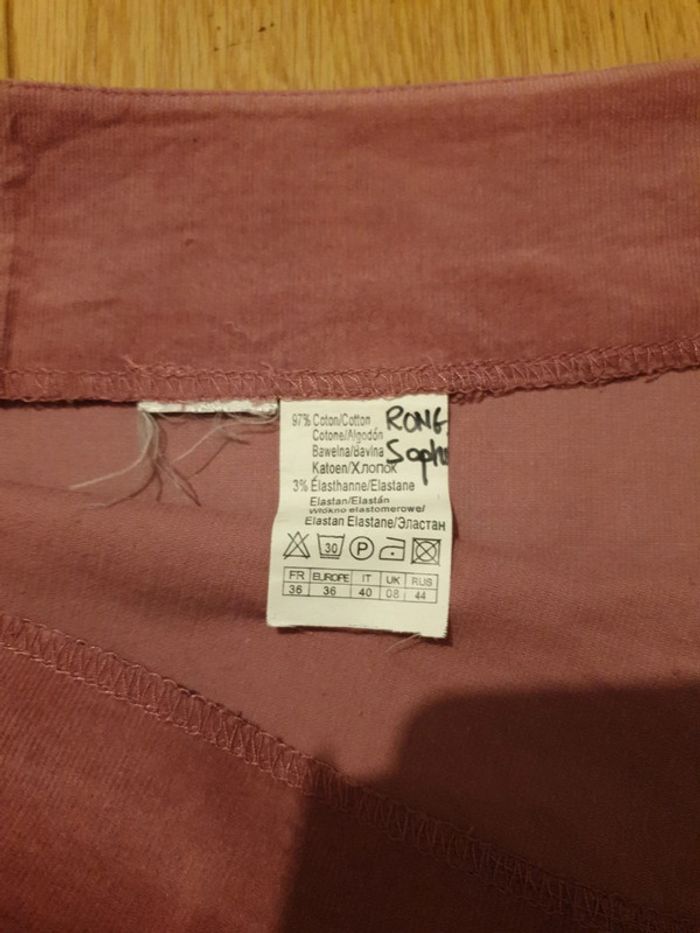 97% Coton/Cotton RONG
Cotone/Algodón
Bawelna/Bavlna Soph
Katoen/Хлопок
3% Élasthanne/Elastane
Elastan/Elastán
Włókno elastomerowe/
Elastan Elastane/Эластан
30 P
FR EUROPE IT UK RUS
36 36 40 08 44